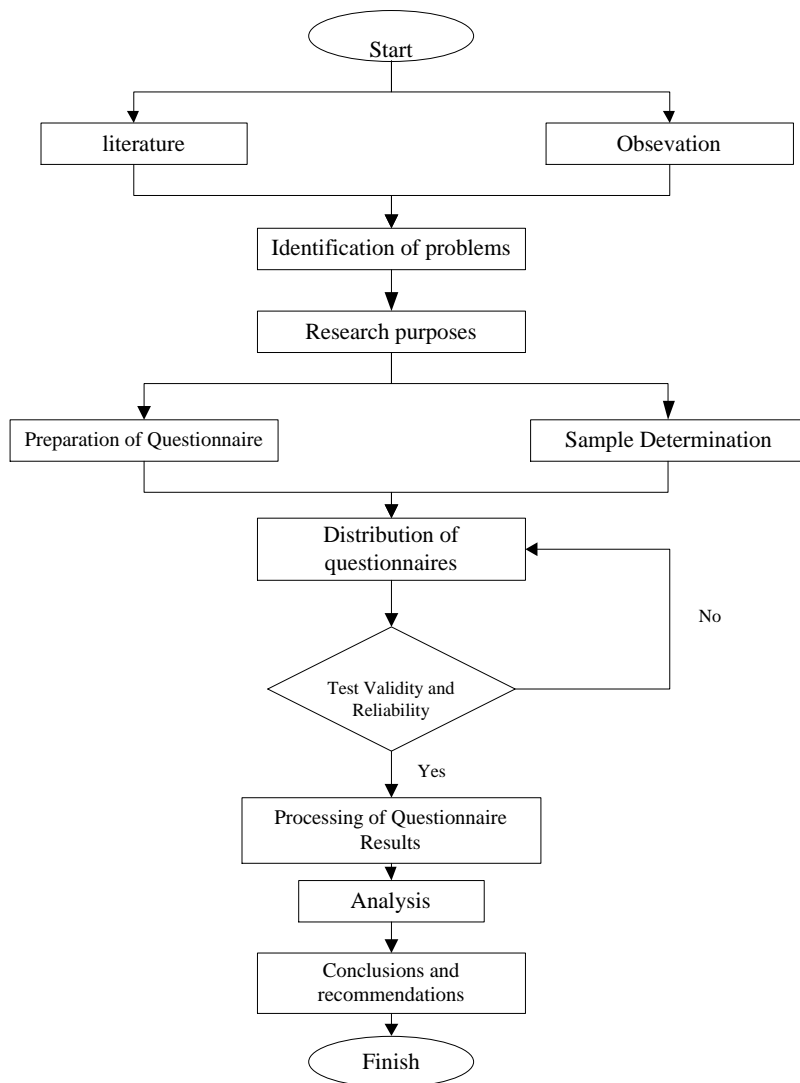 Start
literature
Obsevation
Identification of problems
Research purposes
Preparation of Questionnaire
Sample Determination
Distribution of
questionnaires
No
Test Validity and
Reliability
Yes
Processing of Questionnaire
Results
Analysis
Conclusions and
recommendations
Finish